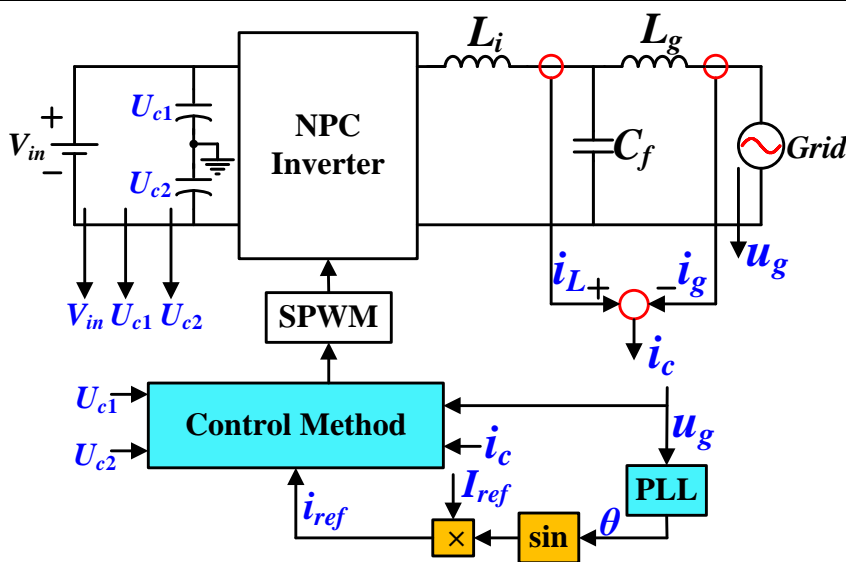 L_i
L_g
+
V_in
−
U_c1
U_c2
NPC
Inverter
C_f
Grid
u_g
i_L
+
−
i_g
V_in U_c1 U_c2
SPWM
i_c
U_c1
U_c2
Control Method
i_c
u_g
I_ref
i_ref
PLL
×
sin
θ